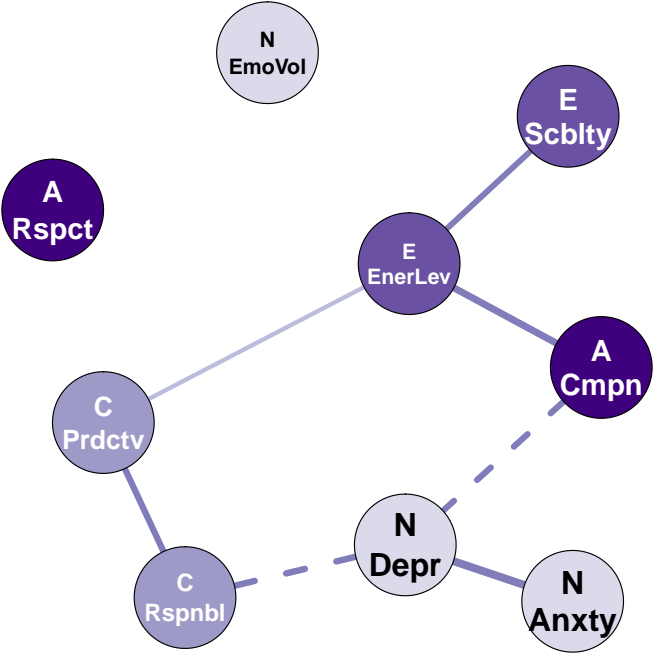 N
EmoVol
E
Scblty
A
Rspct
E
EnerLev
A
Cmpn
C
Prdctv
N
Depr
C
Rspnbl
N
Anxty